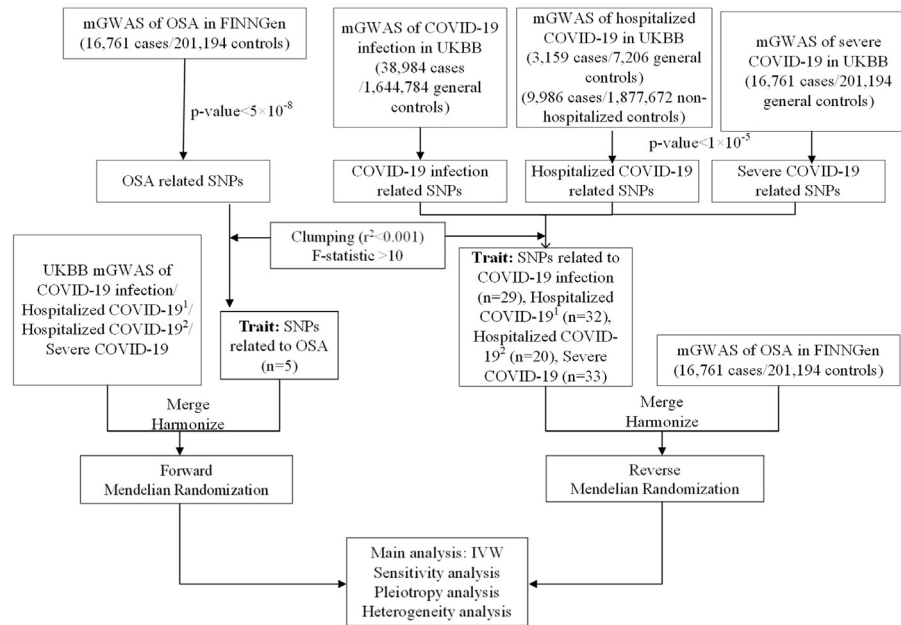 mGWAS of OSA in FINNGen
(16,761 cases/201,194 controls)
mGWAS of COVID-19
infection in UKBB
(38,984 cases
/1,644,784 general
controls)
mGWAS of hospitalized
COVID-19 in UKBB
(3,159 cases/7,206 general
controls)
(9,986 cases/1,877,672 non-
hospitalized controls)
mGWAS of severe
COVID-19 in UKBB
(16,761 cases/201,194
general controls)
p-value<5×10⁻⁸
p-value<1×10⁻⁵
OSA related SNPs
COVID-19 infection
related SNPs
Hospitalized COVID-19
related SNPs
Severe COVID-19
related SNPs
Clumping (r²<0.001)
F-statistic >10
UKBB mGWAS of
COVID-19 infection/
Hospitalized COVID-19¹/
Hospitalized COVID-19²/
Severe COVID-19
Trait: SNPs
related to OSA
(n=5)
Trait: SNPs related to
COVID-19 infection
(n=29), Hospitalized
COVID-19¹ (n=32),
Hospitalized COVID-
19² (n=20), Severe
COVID-19 (n=33)
mGWAS of OSA in FINNGen
(16,761 cases/201,194 controls)
Merge
Harmonize
Merge
Harmonize
Forward
Mendelian Randomization
Reverse
Mendelian Randomization
Main analysis: IVW
Sensitivity analysis
Pleiotropy analysis
Heterogeneity analysis